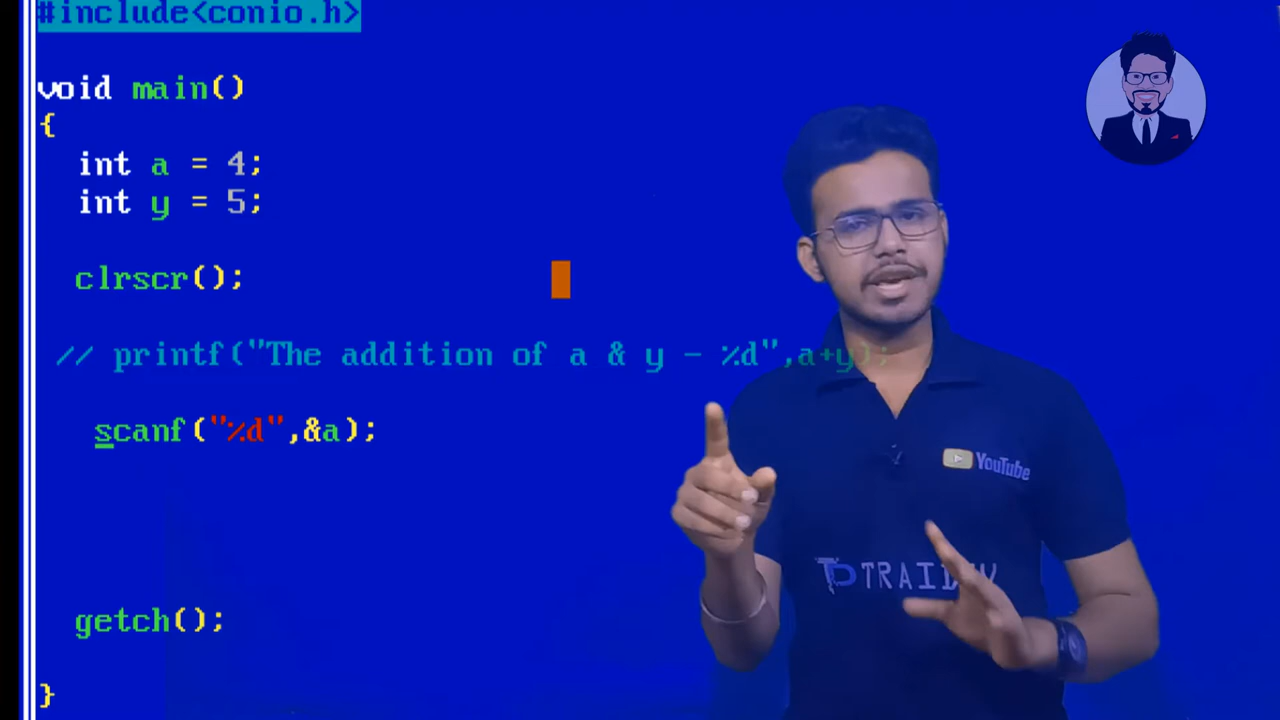 #include<conio.h>
void main()
{
int a = 4;
int y = 5;
clrscr();
// printf("The addition of a & y - %d",a+y);
scanf("%d",&a);
getch();
}
YouTube